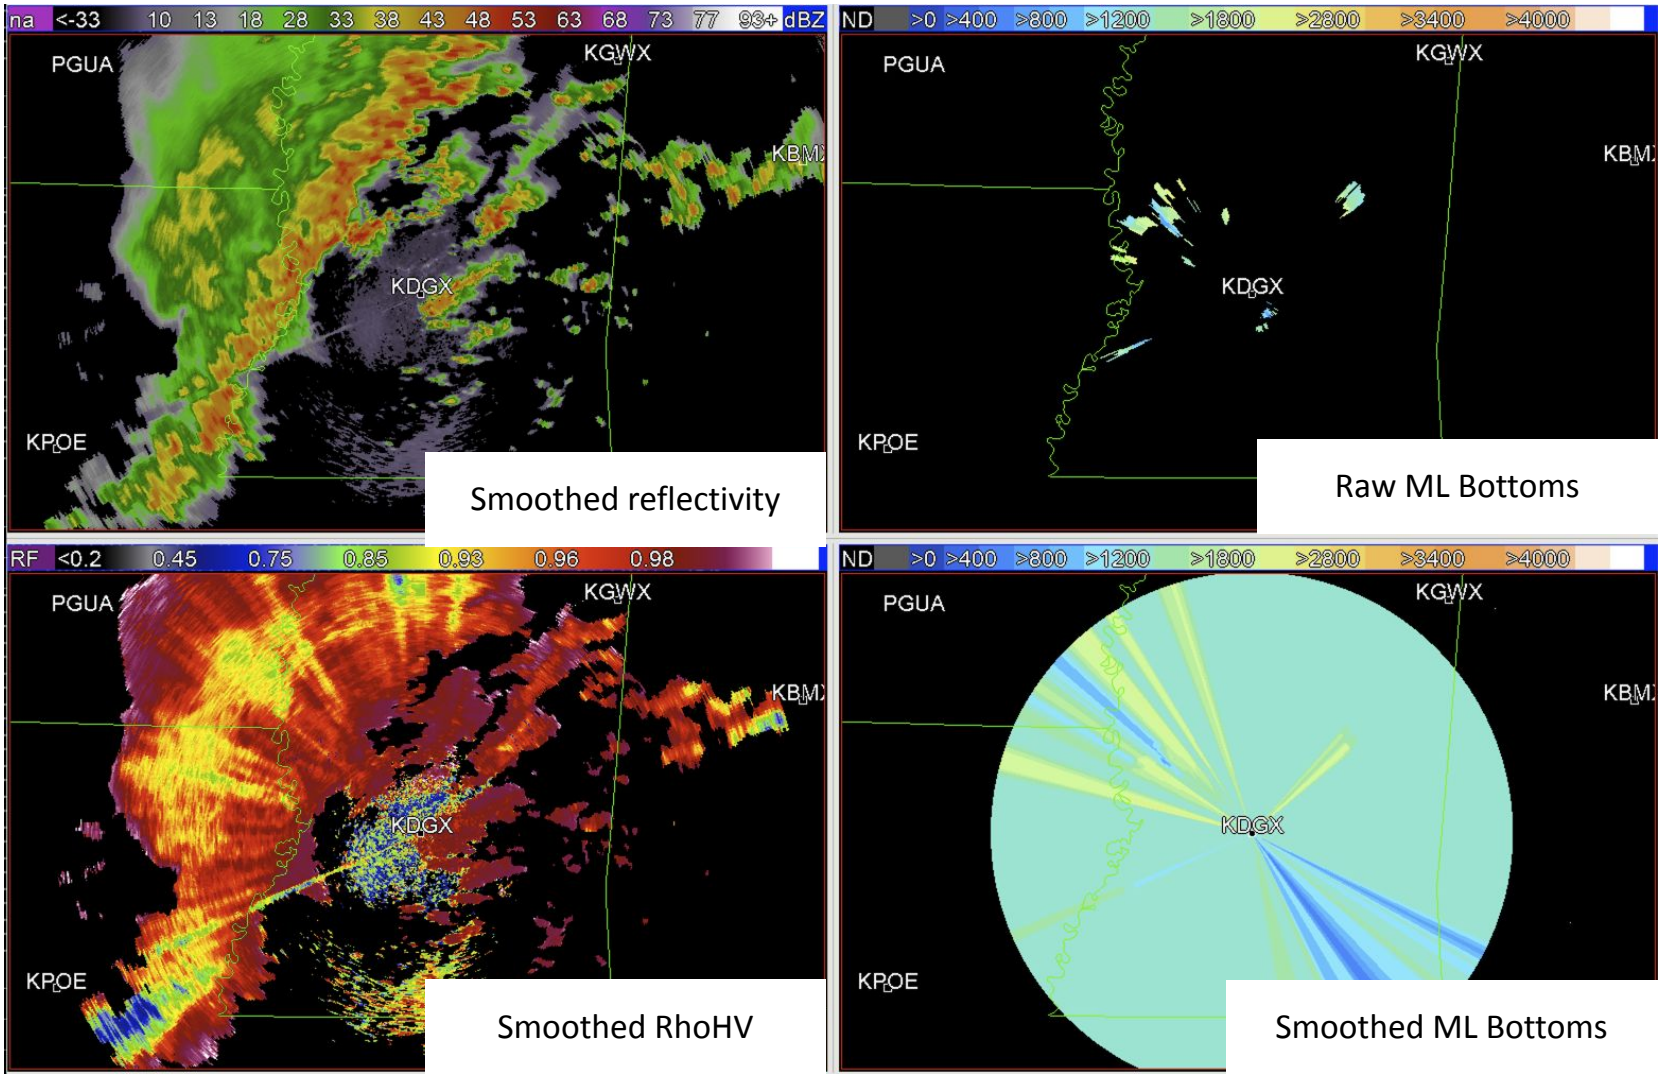 na <-33 10 13 18 28 33 38 43 48 53 63 68 73 77 93+ dBZ
PGUA
KGWX
KBMX
KDGX
KPOE
Smoothed reflectivity
ND >0 >400 >800 >1200 >1800 >2800 >3400 >4000
PGUA
KGWX
KBMX
KDGX
KPOE
Raw ML Bottoms
RF <0.2 0.45 0.75 0.85 0.93 0.96 0.98
PGUA
KGWX
KBMX
KDGX
KPOE
Smoothed RhoHV
ND >0 >400 >800 >1200 >1800 >2800 >3400 >4000
PGUA
KGWX
KBMX
KDGX
KPOE
Smoothed ML Bottoms